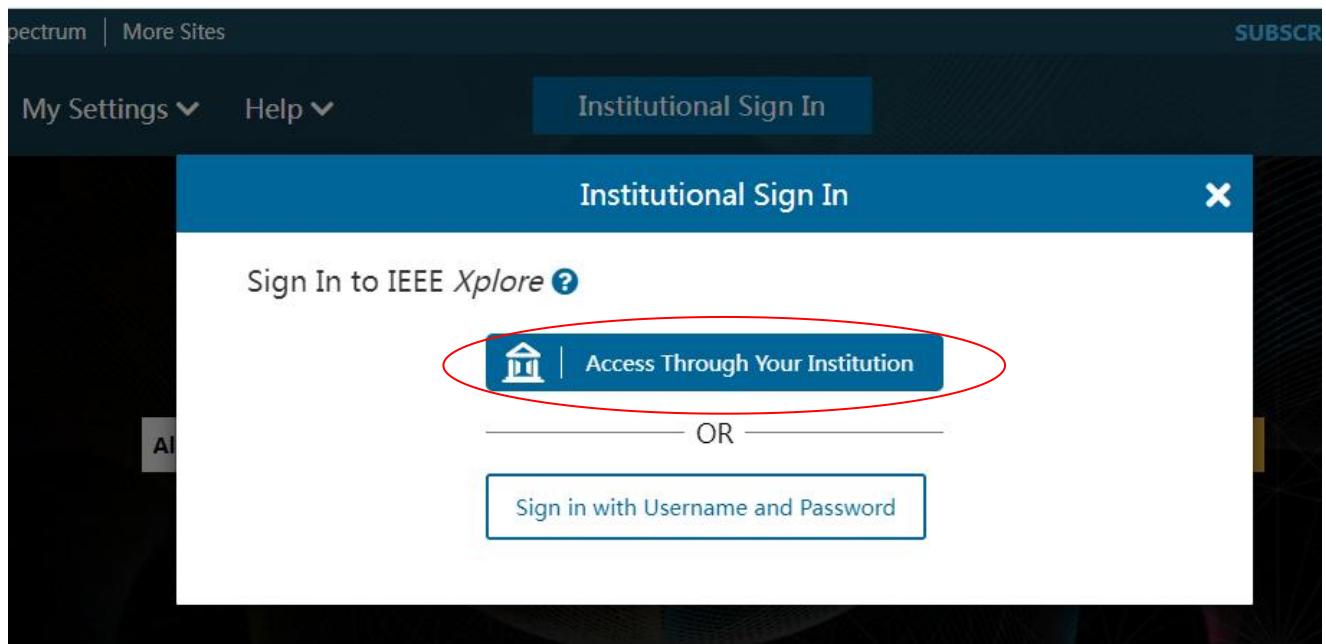 More Sites
SUBSCR
My Settings Help Institutional Sign In
Institutional Sign In
Sign In to IEEE Xplore
Access Through Your Institution
OR
Al
Sign in with Username and Password